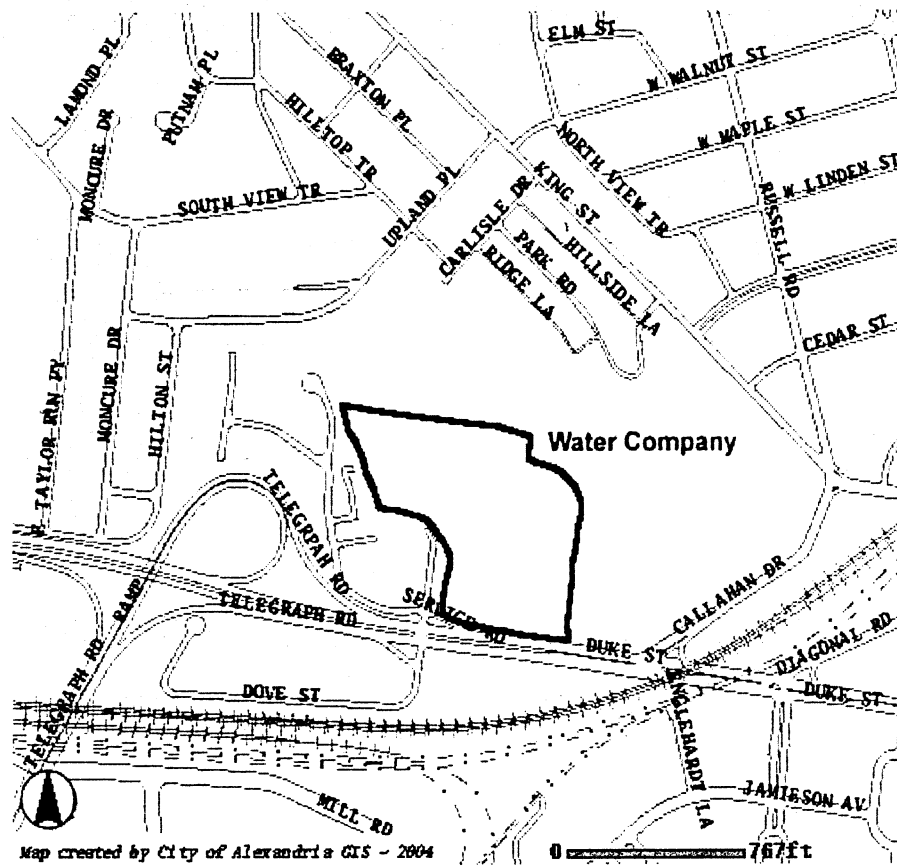 ELM ST
LAMOND PL
PUTNAM PL
BRAXTON PL
W WALNUT ST
HILLTOP TR
MONCURE DR
NORTH VIEW TR
W MAPLE ST
SOUTH VIEW TR
UPLAND PL
KING ST
W LINDEN ST
CARLISLE DR
RUSSELL RD
PARK RD
HILLSIDE LA
RIDGE LA
CEDAR ST
MONCURE DR
HILTON ST
E TAYLOR RUN PY
Water Company
TELEGRPAH RD
RAMP
TELEGRAPH RD
SERVICE RD
CALLAHAN DR
DUKE ST
DIAGONAL RD
DOVE ST
DUKE ST
TELEGRAPH RD
ENGLEHARDT LA
MILL RD
JAMIESON AV
Map created by City of Alexandria GIS - 2004
0 767ft